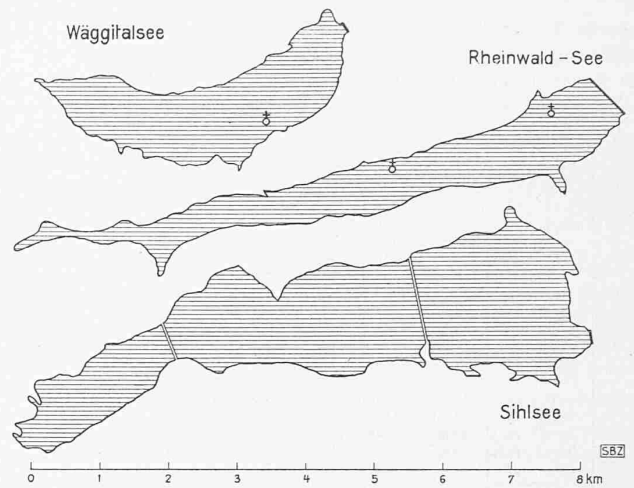 Wäggitalsee
Rheinwald - See
Sihlsee
SBZ
0 1 2 3 4 5 6 7 8 km